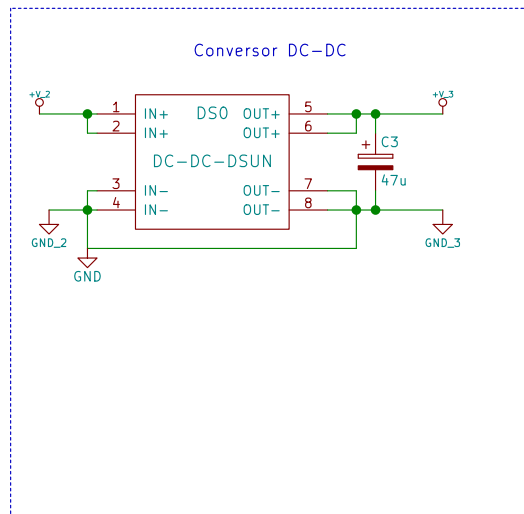 Conversor DC-DC
+V_2
+V_3
1 IN+ DS0 OUT+ 5
2 IN+ OUT+ 6
C3
+
DC-DC-DSUN
47u
3 IN- OUT- 7
4 IN- OUT- 8
GND_2
GND_3
GND